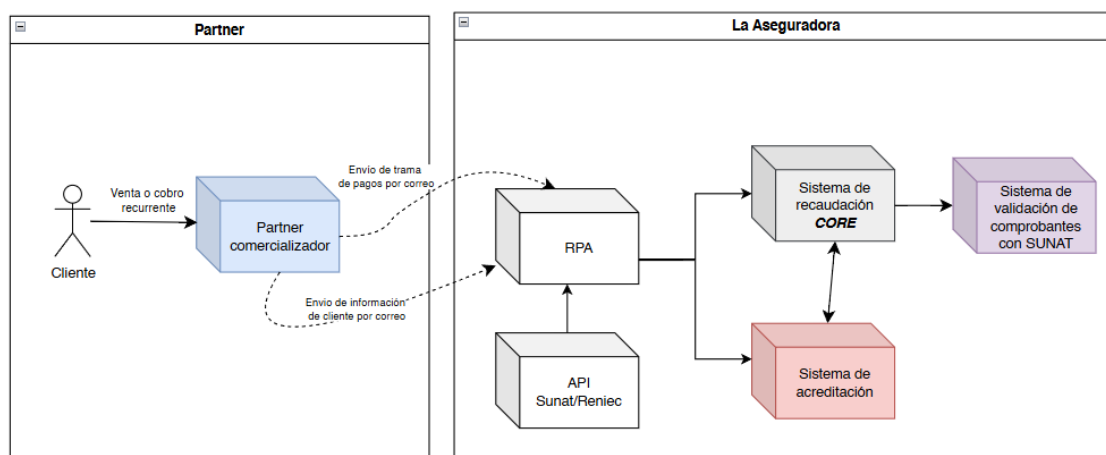 Partner
La Aseguradora
Envío de trama
de pagos por correo
Venta o cobro
recurrente
Partner
comercializador
Cliente
Envio de información
de cliente por correo
RPA
API
Sunat/Reniec
Sistema de
recaudación
CORE
Sistema de
validación de
comprobantes
con SUNAT
Sistema de
acreditación